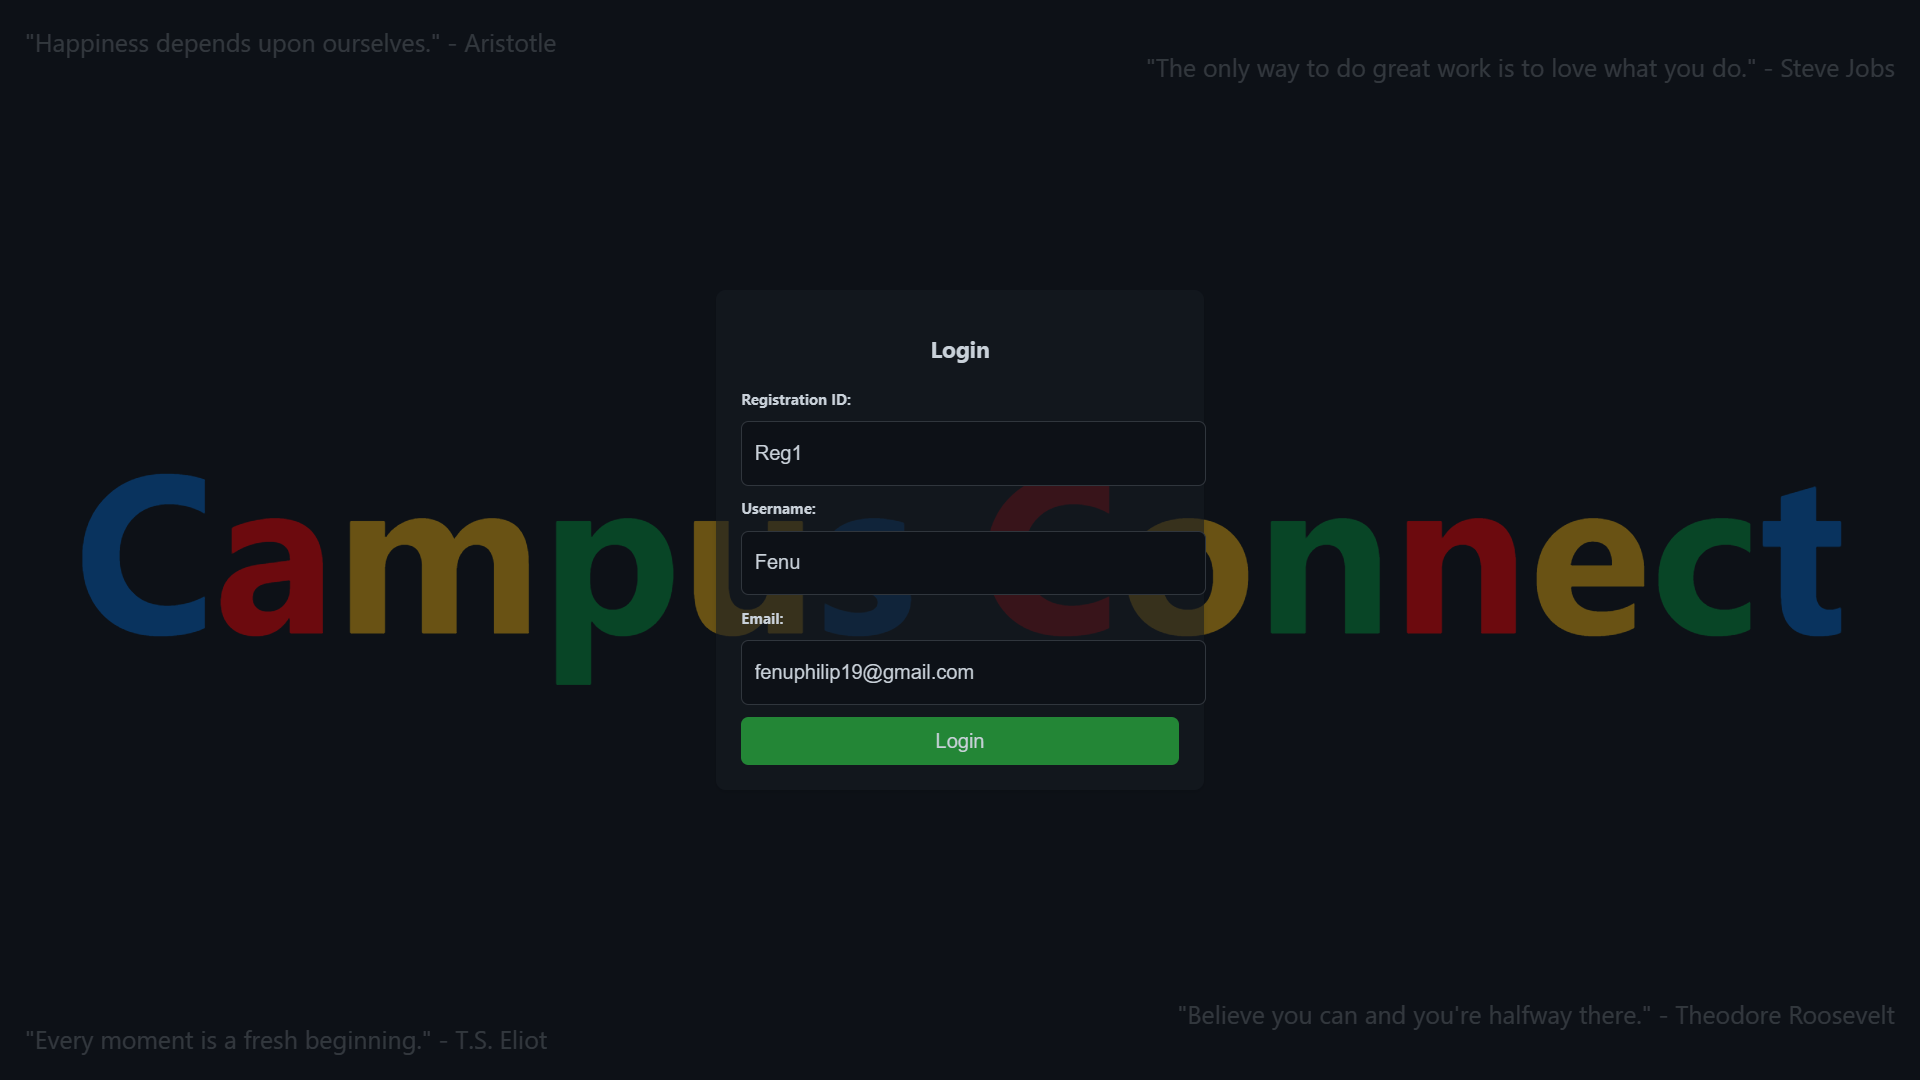 "Happiness depends upon ourselves." - Aristotle
"The only way to do great work is to love what you do." - Steve Jobs
Campus Connect
Login
Registration ID:
Reg1
Username:
Fenu
Email:
fenuphilip19@gmail.com
Login
"Believe you can and you're halfway there." - Theodore Roosevelt
"Every moment is a fresh beginning." - T.S. Eliot